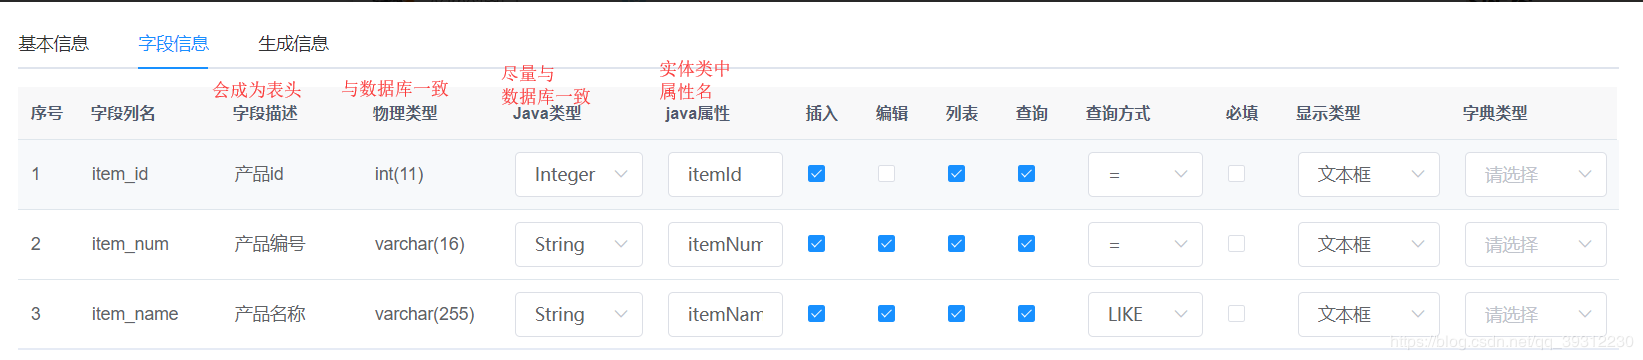 基本信息 字段信息 生成信息
会成为表头 与数据库一致 尽量与 实体类中
数据库一致 属性名
序号 字段列名 字段描述 物理类型 Java类型 java属性 插入 编辑 列表 查询 查询方式 必填 显示类型 字典类型
1 item_id 产品id int(11) Integer itemId = 文本框 请选择
2 item_num 产品编号 varchar(16) String itemNum = 文本框 请选择
3 item_name 产品名称 varchar(255) String itemNam LIKE 文本框 请选择
https://blog.csdn.net/qq_39312230